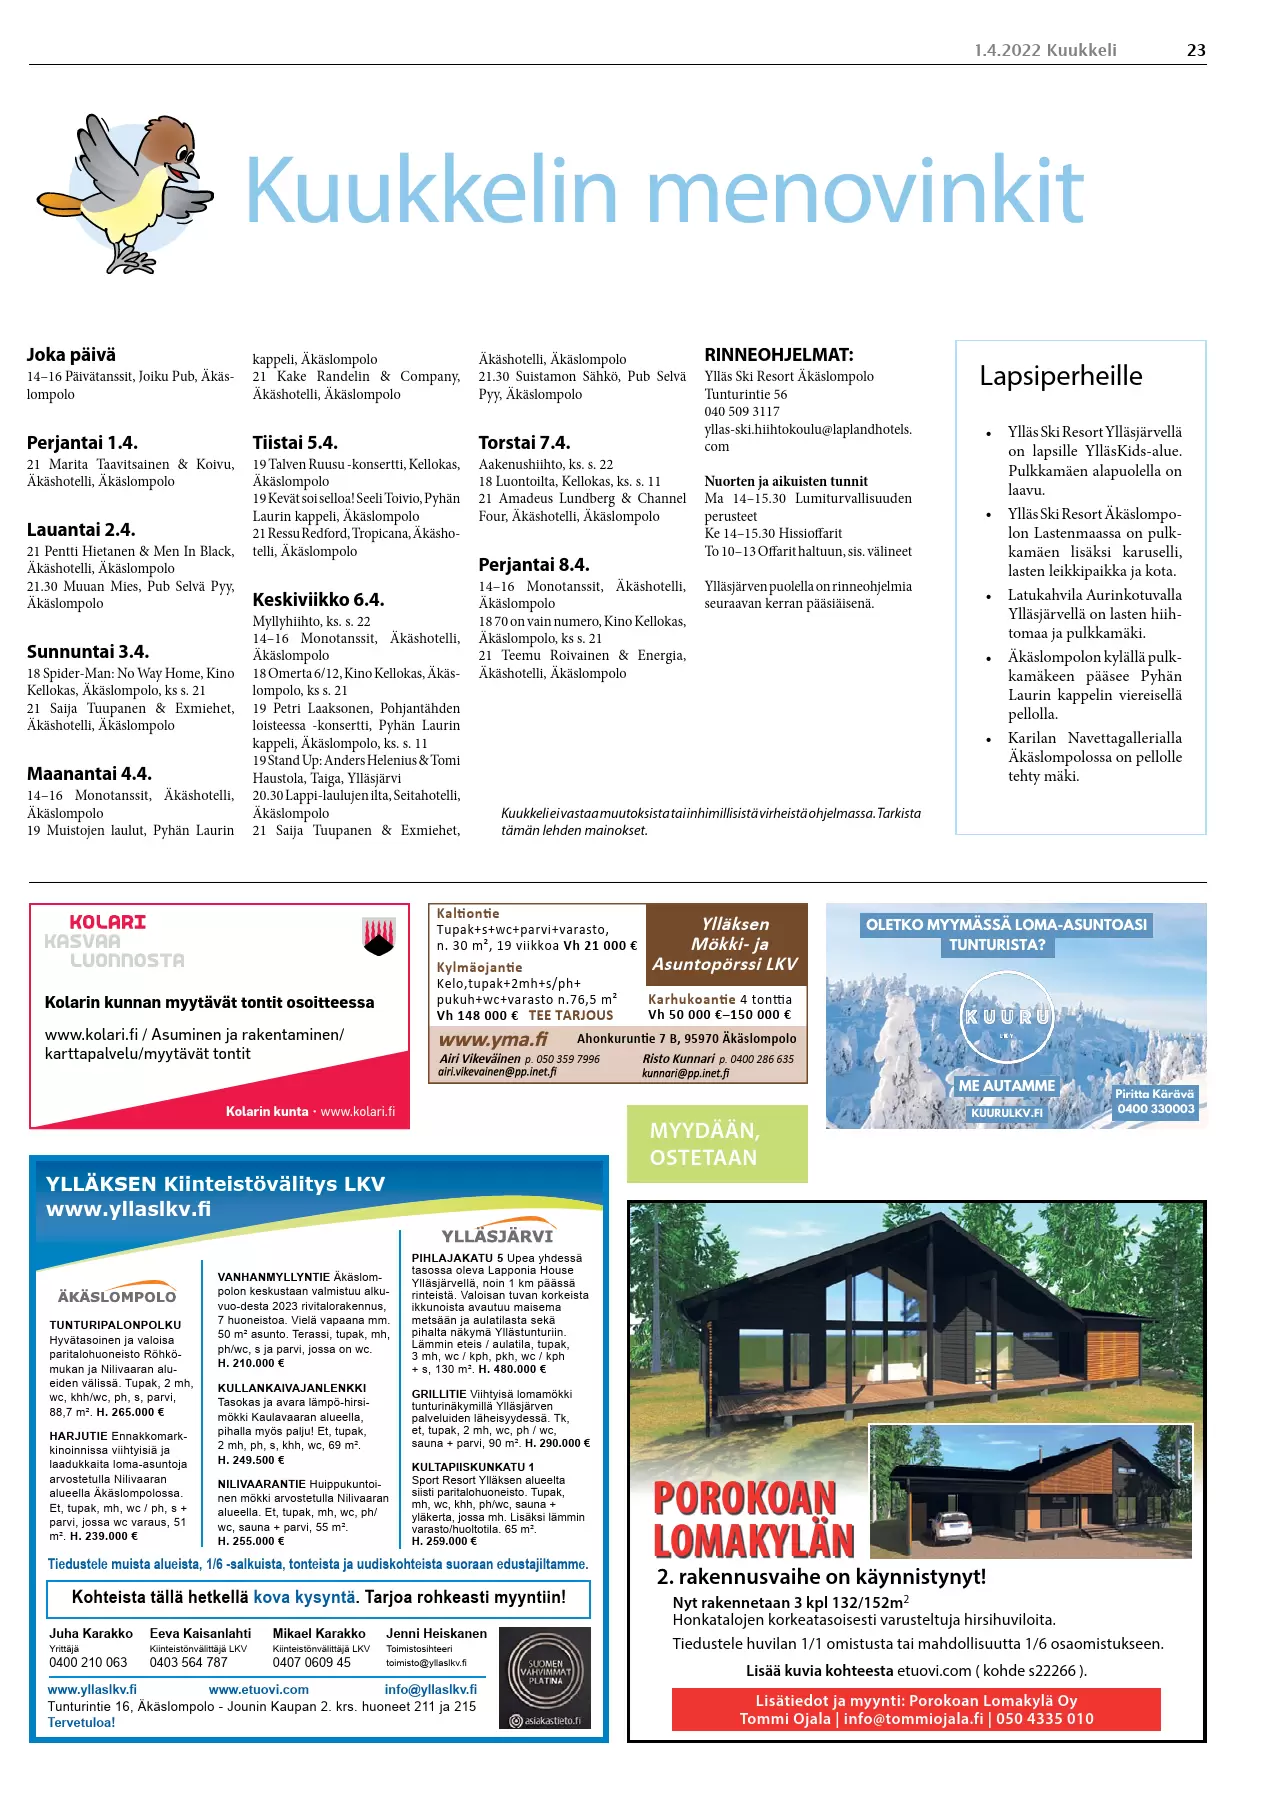 1.4.2022 Kuukkeli 23
Kuukkelin menovinkit
Joka päivä
14–16 Päivätanssit, Joiku Pub, Äkäs-
lompolo
Perjantai 1.4.
21 Marita Taavitsainen & Koivu,
Äkäshotelli, Äkäslompolo
Lauantai 2.4.
21 Pentti Hietanen & Men In Black,
Äkäshotelli, Äkäslompolo
21.30 Muuan Mies, Pub Selvä Pyy,
Äkäslompolo
Sunnuntai 3.4.
18 Spider-Man: No Way Home, Kino
Kellokas, Äkäslompolo, ks s. 21
21 Saija Tuupanen & Exmiehet,
Äkäshotelli, Äkäslompolo
Maanantai 4.4.
14–16 Monotanssit, Äkäshotelli,
Äkäslompolo
19 Muistojen laulut, Pyhän Laurin
kappeli, Äkäslompolo
21 Kake Randelin & Company,
Äkäshotelli, Äkäslompolo
Tiistai 5.4.
19 Talven Ruusu -konsertti, Kellokas,
Äkäslompolo
19 Kevät soi selloa! Seeli Toivio, Pyhän
Laurin kappeli, Äkäslompolo
21 Ressu Redford, Tropicana, Äkäsho-
telli, Äkäslompolo
Keskiviikko 6.4.
Myllyhiihto, ks. s. 22
14–16 Monotanssit, Äkäshotelli,
Äkäslompolo
18 Omerta 6/12, Kino Kellokas, Äkäs-
lompolo, ks s. 21
19 Petri Laaksonen, Pohjantähden
loisteessa -konsertti, Pyhän Laurin
kappeli, Äkäslompolo, ks. s. 11
19 Stand Up: Anders Helenius & Tomi
Haustola, Taiga, Ylläsjärvi
20.30 Lappi-laulujen ilta, Seitahotelli,
Äkäslompolo
21 Saija Tuupanen & Exmiehet,
Äkäshotelli, Äkäslompolo
21.30 Suistamon Sähkö, Pub Selvä
Pyy, Äkäslompolo
Torstai 7.4.
Aakenushiihto, ks. s. 22
18 Luontoilta, Kellokas, ks. s. 11
21 Amadeus Lundberg & Channel
Four, Äkäshotelli, Äkäslompolo
Perjantai 8.4.
14–16 Monotanssit, Äkäshotelli,
Äkäslompolo
18 70 on vain numero, Kino Kellokas,
Äkäslompolo, ks s. 21
21 Teemu Roivainen & Energia,
Äkäshotelli, Äkäslompolo
RINNEOHJELMAT:
Ylläs Ski Resort Äkäslompolo
Tunturintie 56
040 509 3117
yllas-ski.hiihtokoulu@laplandhotels.
com
Nuorten ja aikuisten tunnit
Ma 14–15.30 Lumiturvallisuuden
perusteet
Ke 14–15.30 Hissioffarit
To 10–13 Offarit haltuun, sis. välineet
Ylläsjärven puolella on rinneohjelmia
seuraavan kerran pääsiäisenä.
Kuukkeli ei vastaa muutoksista tai inhimillisistä virheistä ohjelmassa. Tarkista
tämän lehden mainokset.
Lapsiperheille
• Ylläs Ski Resort Ylläsjärvellä
on lapsille YlläsKids-alue.
Pulkkamäen alapuolella on
laavu.
• Ylläs Ski Resort Äkäslompo-
lon Lastenmaassa on pulk-
kamäen lisäksi karuselli,
lasten leikkipaikka ja kota.
• Latukahvila Aurinkotuvalla
Ylläsjärvellä on lasten hiih-
tomaa ja pulkkamäki.
• Äkäslompolon kylällä pulk-
kamäkeen pääsee Pyhän
Laurin kappelin viereisellä
pellolla.
• Karilan Navettagallerialla
Äkäslompolossa on pellolle
tehty mäki.
KOLARI
KASVAA
LUONNOSTA
Kolarin kunnan myytävät tontit osoitteessa
www.kolari.fi / Asuminen ja rakentaminen/
karttapalvelu/myytävät tontit
Kolarin kunta · www.kolari.fi
Kaltiontie
Tupak+s+wc+parvi+varasto,
n. 30 m², 19 viikkoa Vh 21 000 €
Kylmäojantie
Kelo,tupak+2mh+s/ph+
pukuh+wc+varasto n.76,5 m²
Vh 148 000 € TEE TARJOUS
Ylläksen
Mökki- ja
Asuntopörssi LKV
Karhukoantie 4 tonttia
Vh 50 000 €–150 000 €
www.yma.fi Ahonkuruntie 7 B, 95970 Äkäslompolo
Airi Vikeväinen p. 050 359 7996
airi.vikevainen@pp.inet.fi
Risto Kunnari p. 0400 286 635
kunnari@pp.inet.fi
OLETKO MYYMÄSSÄ LOMA-ASUNTOASI
TUNTURISTA?
KUURU
LKV
ME AUTAMME
KUURULKV.FI
Piritta Kärävä
0400 330003
MYYDÄÄN,
OSTETAAN
YLLÄKSEN Kiinteistövälitys LKV
www.yllaslkv.fi
ÄKÄSLOMPOLO
TUNTURIPALONPOLKU
Hyvätasoinen ja valoisa
paritalohuoneisto Röhkö-
mukan ja Nilivaaran alu-
eiden välissä. Tupak, 2 mh,
wc, khh/wc, ph, s, parvi,
88,7 m². H. 265.000 €
HARJUTIE Ennakkomark-
kinoinnissa viihtyisiä ja
laadukkaita loma-asuntoja
arvostetulla Nilivaaran
alueella Äkäslompolossa.
Et, tupak, mh, wc / ph, s +
parvi, jossa wc varaus, 51
m². H. 239.000 €
VANHANMYLLYNTIE Äkäslom-
polon keskustaan valmistuu alku-
vuo-desta 2023 rivitalorakennus,
7 huoneistoa. Vielä vapaana mm.
50 m² asunto. Terassi, tupak, mh,
ph/wc, s ja parvi, jossa on wc.
H. 210.000 €
KULLANKAIVAJANLENKKI
Tasokas ja avara lämpö-hirsi-
mökki Kaulavaaran alueella,
pihalla myös palju! Et, tupak,
2 mh, ph, s, khh, wc, 69 m².
H. 249.500 €
NILIVAARANTIE Huippukuntoi-
nen mökki arvostetulla Nilivaaran
alueella. Et, tupak, mh, wc, ph/
wc, sauna + parvi, 55 m².
H. 255.000 €
YLLÄSJÄRVI
PIHLAJAKATU 5 Upea yhdessä
tasossa oleva Lapponia House
Ylläsjärvellä, noin 1 km päässä
rinteistä. Valoisan tuvan korkeista
ikkunoista avautuu maisema
metsään ja aulatilasta sekä
pihalta näkymä Yllästunturiin.
Lämmin eteis / aulatila, tupak,
3 mh, wc / kph, pkh, wc / kph
+ s, 130 m². H. 480.000 €
GRILLITIE Viihtyisä lomamökki
tunturinäkymillä Ylläsjärven
palveluiden läheisyydessä. Tk,
et, tupak, 2 mh, wc, ph / wc,
sauna + parvi, 90 m². H. 290.000 €
KULTAPIISKUNKATU 1
Sport Resort Ylläksen alueelta
siisti paritalohuoneisto. Tupak,
mh, wc, khh, ph/wc, sauna +
yläkerta, jossa mh. Lisäksi lämmin
varasto/huoltotila. 65 m².
H. 259.000 €
Tiedustele muista alueista, 1/6 -salkuista, tonteista ja uudiskohteista suoraan edustajiltamme.
Kohteista tällä hetkellä kova kysyntä. Tarjoa rohkeasti myyntiin!
Juha Karakko Eeva Kaisanlahti Mikael Karakko Jenni Heiskanen
Yrittäjä Kiinteistönvälittäjä LKV Kiinteistönvälittäjä LKV Toimistosihteeri
0400 210 063 0403 564 787 0407 0609 45 toimisto@yllaslkv.fi
www.yllaslkv.fi www.etuovi.com info@yllaslkv.fi
Tunturintie 16, Äkäslompolo - Jounin Kaupan 2. krs. huoneet 211 ja 215
Tervetuloa!
SUOMEN
VAHVIMMAT
PLATINA
asiakastieto.fi
POROKOAN
LOMAKYLÄN
2. rakennusvaihe on käynnistynyt!
Nyt rakennetaan 3 kpl 132/152m2
Honkatalojen korkeatasoisesti varusteltuja hirsihuviloita.
Tiedustele huvilan 1/1 omistusta tai mahdollisuutta 1/6 osaomistukseen.
Lisää kuvia kohteesta etuovi.com ( kohde s22266 ).
Lisätiedot ja myynti: Porokoan Lomakylä Oy
Tommi Ojala | info@tommiojala.fi | 050 4335 010